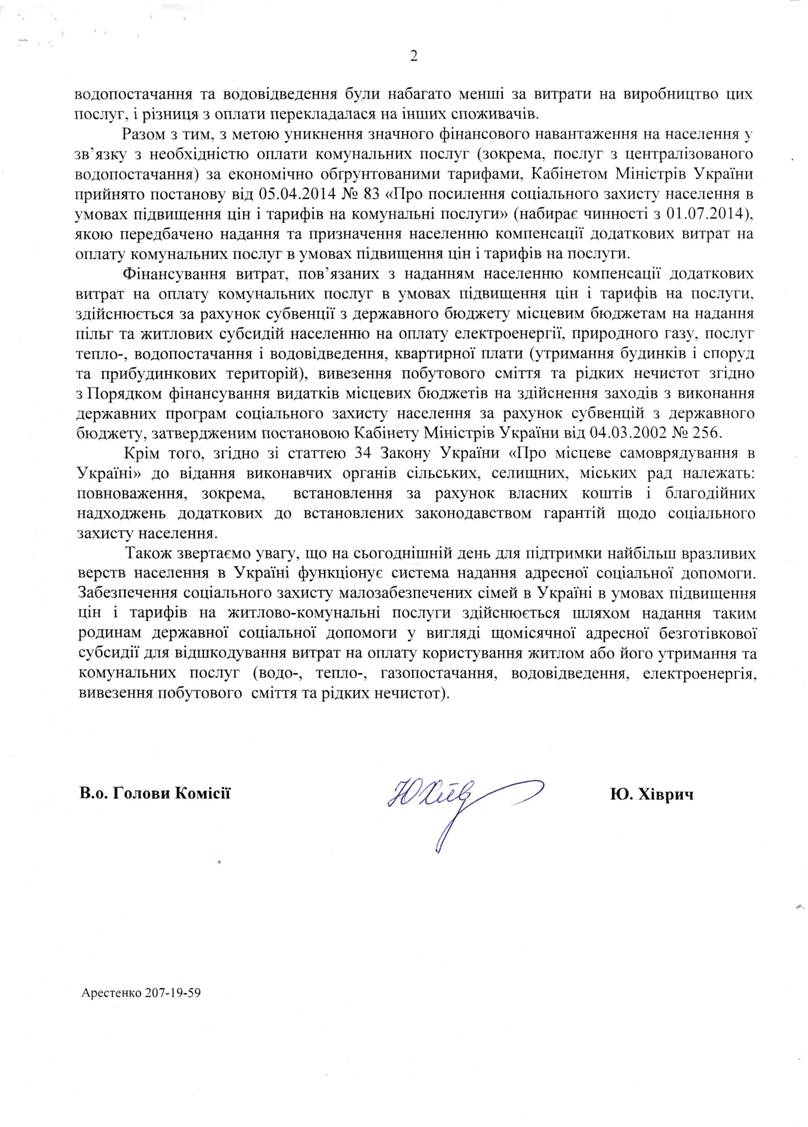 2
водопостачання та водовідведення були набагато менші за витрати на виробництво цих
послуг, і різниця з оплати перекладалася на інших споживачів.
Разом з тим, з метою уникнення значного фінансового навантаження на населення у
зв’язку з необхідністю оплати комунальних послуг (зокрема, послуг з централізованого
водопостачання) за економічно обґрунтованими тарифами, Кабінетом Міністрів України
прийнято постанову від 05.04.2014 № 83 «Про посилення соціального захисту населення в
умовах підвищення цін і тарифів на комунальні послуги» (набирає чинності з 01.07.2014),
якою передбачено надання та призначення населенню компенсації додаткових витрат на
оплату комунальних послуг в умовах підвищення цін і тарифів на послуги.
Фінансування витрат, пов’язаних з наданням населенню компенсації додаткових
витрат на оплату комунальних послуг в умовах підвищення цін і тарифів на послуги,
здійснюється за рахунок субвенції з державного бюджету місцевим бюджетам на надання
пільг та житлових субсидій населенню на оплату електроенергії, природного газу, послуг
тепло-, водопостачання і водовідведення, квартирної плати (утримання будинків і споруд
та прибудинкових територій), вивезення побутового сміття та рідких нечистот згідно
з Порядком фінансування видатків місцевих бюджетів на здійснення заходів з виконання
державних програм соціального захисту населення за рахунок субвенцій з державного
бюджету, затвердженим постановою Кабінету Міністрів України від 04.03.2002 № 256.
Крім того, згідно зі статтею 34 Закону України «Про місцеве самоврядування в
Україні» до відання виконавчих органів сільських, селищних, міських рад належать:
повноваження, зокрема, встановлення за рахунок власних коштів і благодійних
надходжень додаткових до встановлених законодавством гарантій щодо соціального
захисту населення.
Також звертаємо увагу, що на сьогоднішній день для підтримки найбільш вразливих
верств населення в Україні функціонує система надання адресної соціальної допомоги.
Забезпечення соціального захисту малозабезпечених сімей в Україні в умовах підвищення
цін і тарифів на житлово-комунальні послуги здійснюється шляхом надання таким
родинам державної соціальної допомоги у вигляді щомісячної адресної безготівкової
субсидії для відшкодування витрат на оплату користування житлом або його утримання та
комунальних послуг (водо-, тепло-, газопостачання, водовідведення, електроенергія,
вивезення побутового сміття та рідких нечистот).
В.о. Голови Комісії
Ю. Хіврич
Арестенко 207-19-59